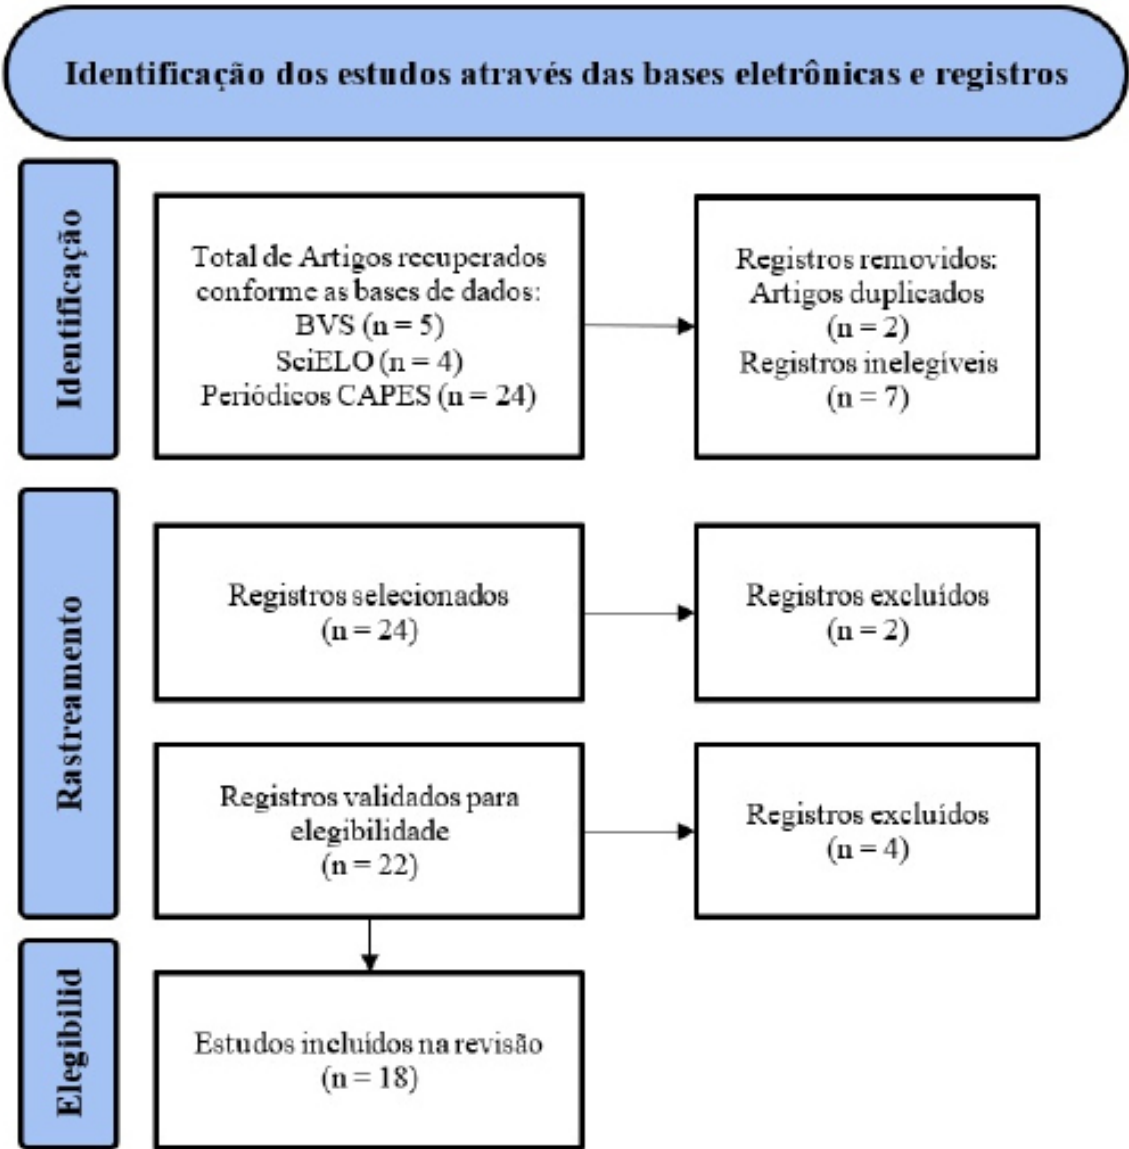 Identificação dos estudos através das bases eletrônicas e registros
Identificação
Total de Artigos recuperados
conforme as bases de dados:
BVS (n = 5)
SciELO (n = 4)
Periódicos CAPES (n = 24)
Registros removidos:
Artigos duplicados
(n = 2)
Registros inelegíveis
(n = 7)
Rastreamento
Registros selecionados
(n = 24)
Registros excluídos
(n = 2)
Registros validados para
elegibilidade
(n = 22)
Registros excluídos
(n = 4)
Elegibilid
Estudos incluídos na revisão
(n = 18)